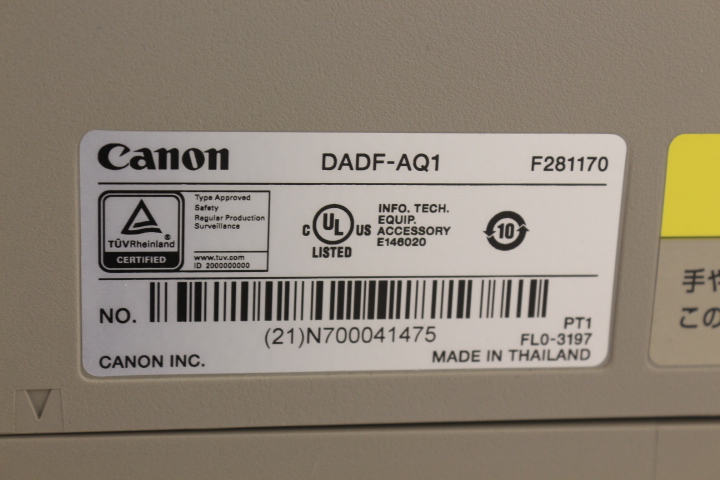 Canon DADF-AQ1 F281170
TÜVRheinland
CERTIFIED
Type Approved
Safety
Regular Production
Surveillance
www.tuv.com
ID 2000000000
C UL US
LISTED
INFO. TECH.
EQUIP.
ACCESSORY
E146020
10
NO.
(21)N700041475
PT1
FL0-3197
CANON INC.
MADE IN THAILAND
手や
この